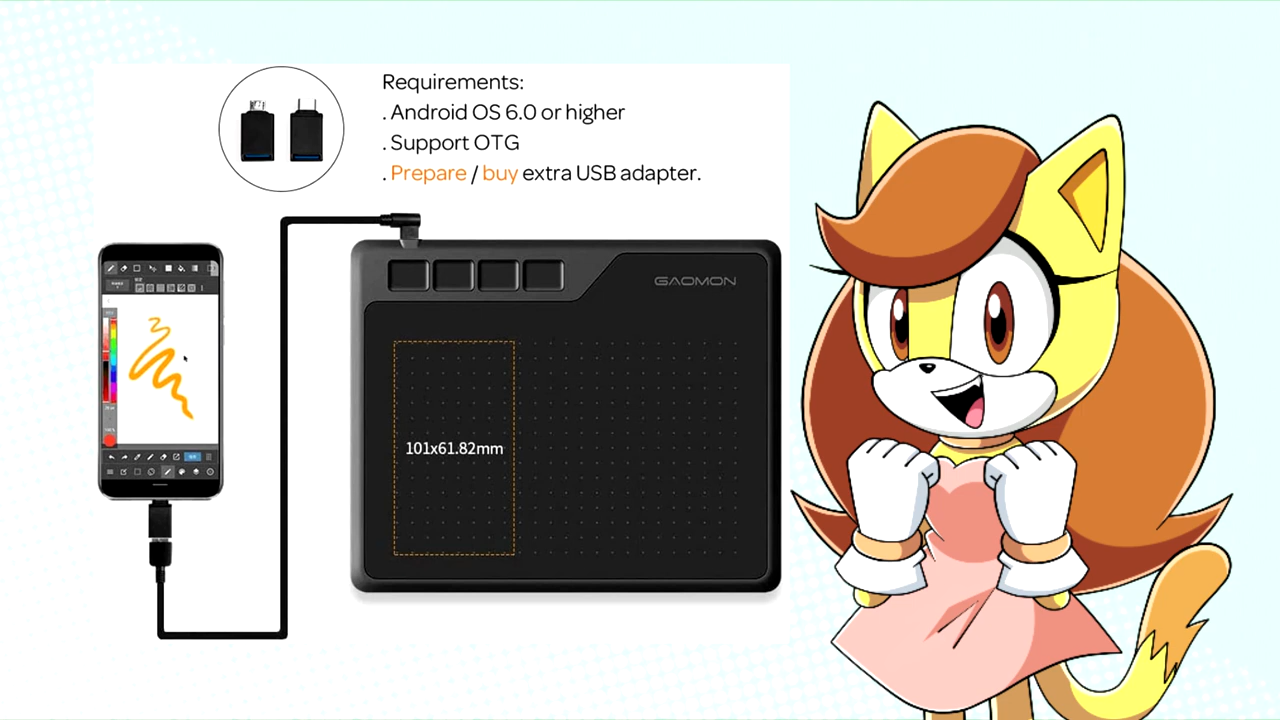 Requirements:
. Android OS 6.0 or higher
. Support OTG
. Prepare / buy extra USB adapter.
GAOMON
101x61.82mm